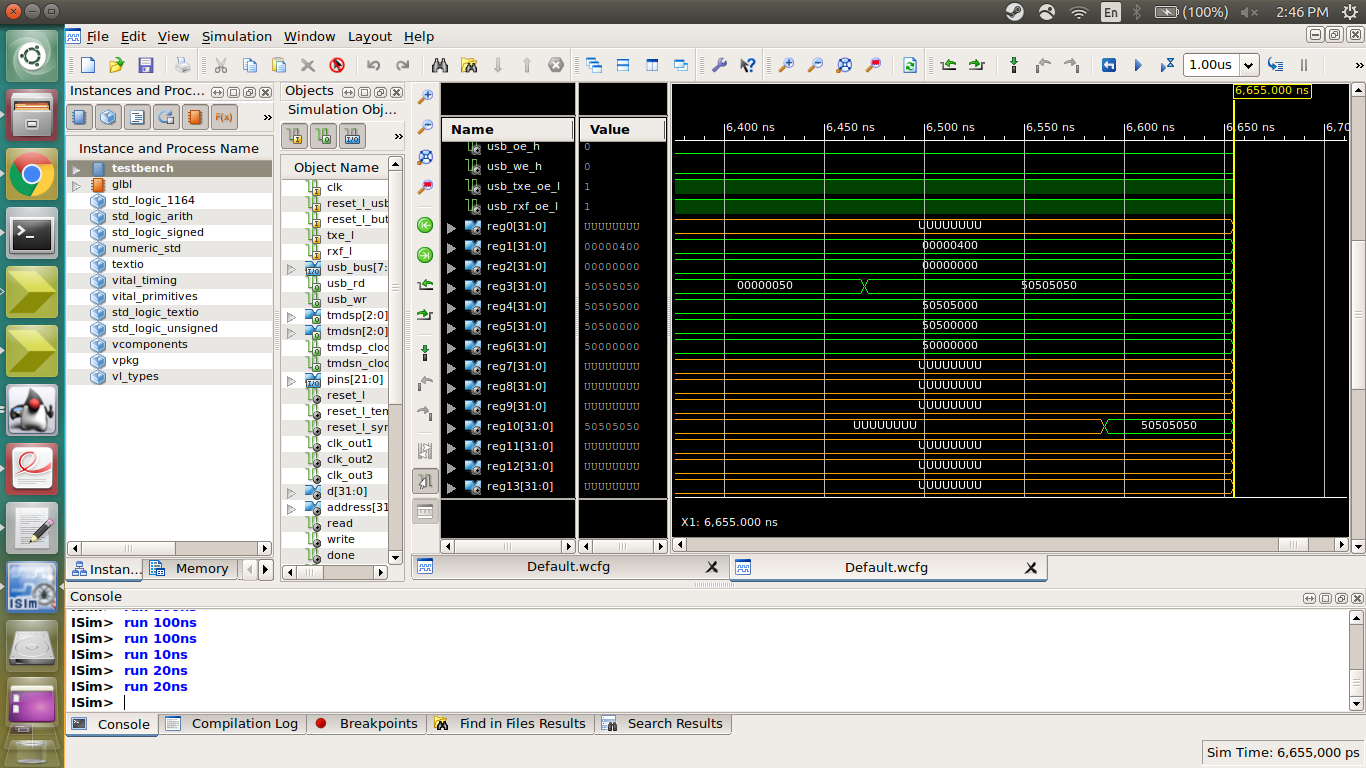 En (100%) 2:46 PM
File Edit View Simulation Window Layout Help
1.00us
Instances and Proc...
Objects
Simulation Obj...
Instance and Process Name
testbench
glbl
std_logic_1164
std_logic_arith
std_logic_signed
numeric_std
textio
vital_timing
vital_primitives
std_logic_textio
std_logic_unsigned
vcomponents
vpkg
vl_types
Instan... Memory
Object Name
clk
reset_l_usb
reset_l_but
txe_l
rxf_l
usb_bus[7:
usb_rd
usb_wr
tmdsp[2:0]
tmdsn[2:0]
tmdsp_cloc
tmdsn_cloc
pins[21:0]
reset_l
reset_l_ten
reset_l_syn
clk_out1
clk_out2
clk_out3
d[31:0]
address[31
read
write
done
Name Value
usb_oe_h 0
usb_we_h 0
usb_txe_oe_l 1
usb_rxf_oe_l 1
reg0[31:0] UUUUUUUU
reg1[31:0] 00000400
reg2[31:0] 00000000
reg3[31:0] 50505050
reg4[31:0] 50505000
reg5[31:0] 50500000
reg6[31:0] 50000000
reg7[31:0] UUUUUUUU
reg8[31:0] UUUUUUUU
reg9[31:0] UUUUUUUU
reg10[31:0] 50505050
reg11[31:0] UUUUUUUU
reg12[31:0] UUUUUUUU
reg13[31:0] UUUUUUUU
6,655.000 ns
6,400 ns 6,450 ns 6,500 ns 6,550 ns 6,600 ns 6,650 ns 6,70
UUUUUUUU
00000400
00000000
00000050 50505050
50505000
50500000
50000000
UUUUUUUU
UUUUUUUU
UUUUUUUU
UUUUUUUU 50505050
UUUUUUUU
UUUUUUUU
UUUUUUUU
X1: 6,655.000 ns
Default.wcfg Default.wcfg
Console
ISim> run 100ns
ISim> run 100ns
ISim> run 10ns
ISim> run 20ns
ISim> run 20ns
ISim>
Console Compilation Log Breakpoints Find in Files Results Search Results
Sim Time: 6,655,000 ps